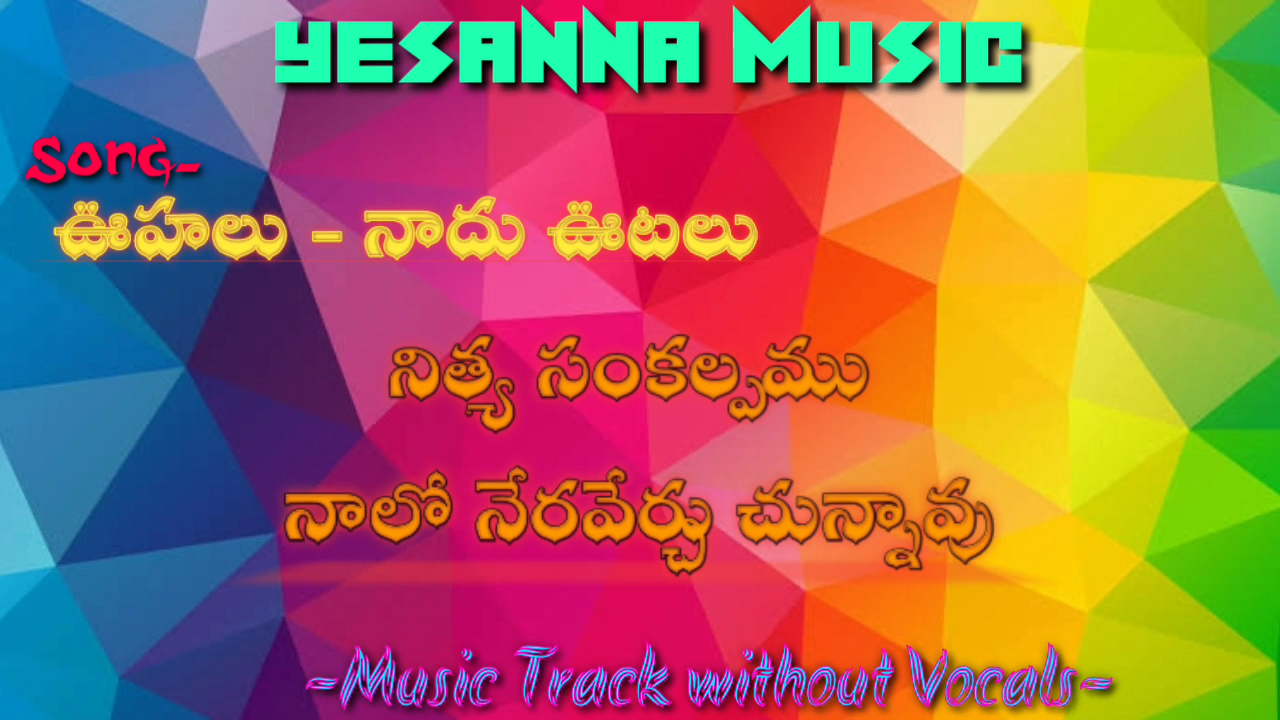 YESANNA MUSIC
Song-
ఊహలు - నాదు ఊటలు
నిత్య సంకల్పము
నాలో నేరవేర్చు చున్నావు
~Music Track without Vocals~